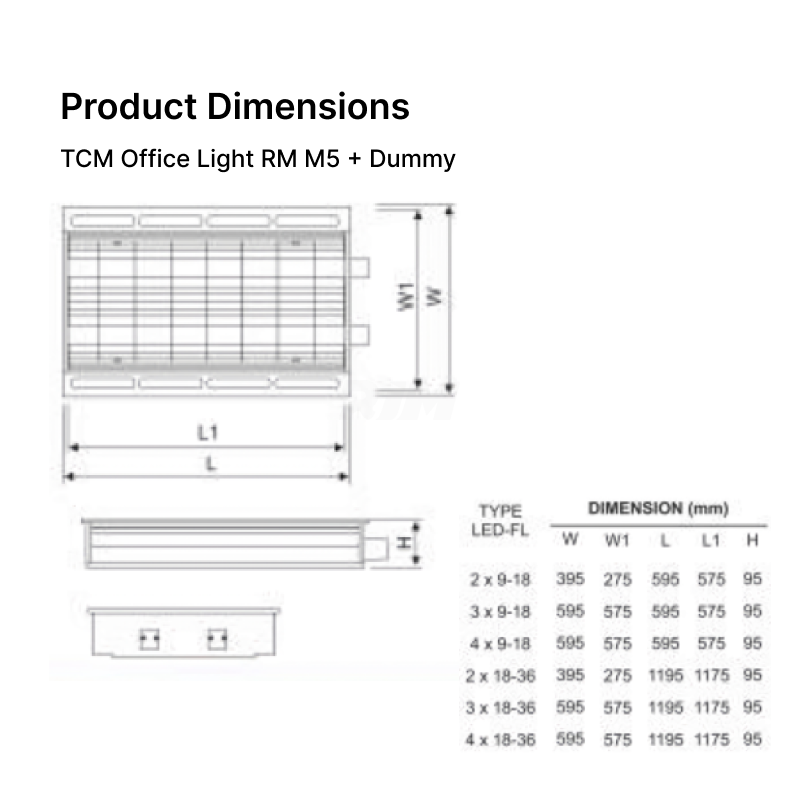 Product Dimensions
TCM Office Light RM M5 + Dummy
W1
W
L1
L
H
TYPE
LED-FL
DIMENSION (mm)
W W1 L L1 H
2 x 9-18 395 275 595 575 95
3 x 9-18 595 575 595 575 95
4 x 9-18 595 575 595 575 95
2 x 18-36 395 275 1195 1175 95
3 x 18-36 595 575 1195 1175 95
4 x 18-36 595 575 1195 1175 95